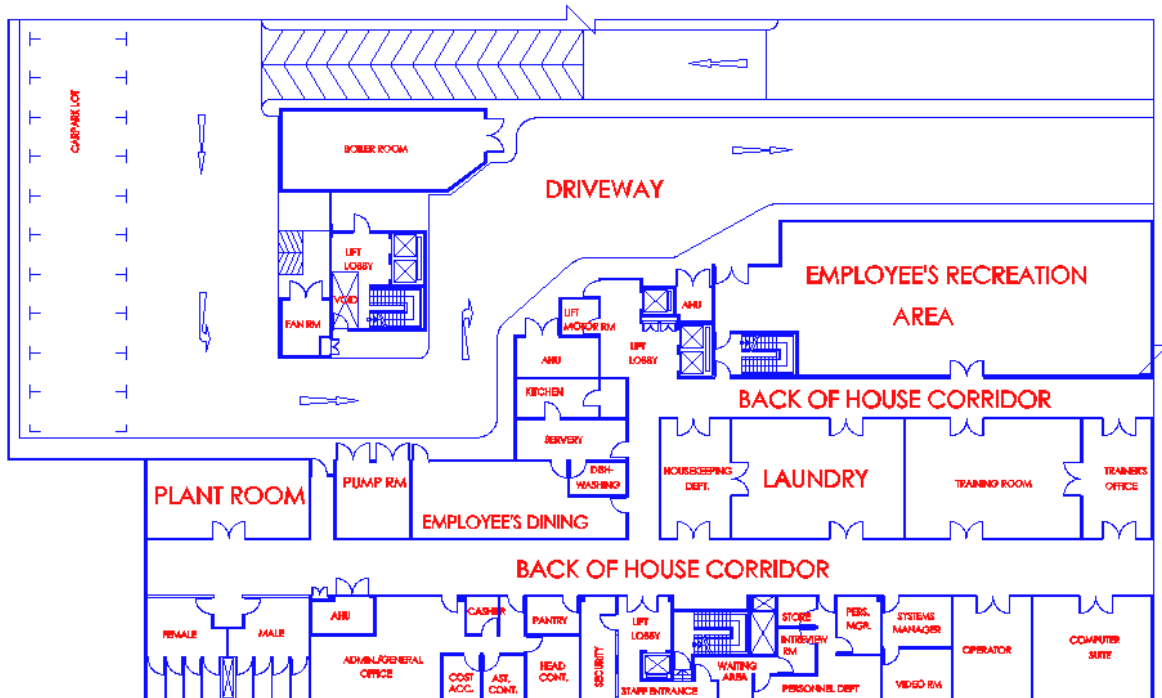 CARPARK LOT
BOILER ROOM
DRIVEWAY
LIFT
LOBBY
VOID
FAN RM
EMPLOYEE'S RECREATION
AREA
AHU
LIFT
MOTOR RM
LIFT
LOBBY
AHU
KITCHEN
BACK OF HOUSE CORRIDOR
SERVERY
DISH-
WASHING
HOUSEKEEPING
DEPT.
LAUNDRY
TRAINING ROOM
TRAINER'S
OFFICE
PLANT ROOM
PUMP RM
EMPLOYEE'S DINING
BACK OF HOUSE CORRIDOR
FEMALE
MALE
AHU
ADMIN./GENERAL
OFFICE
CASHIER
COST
ACC.
AST.
CONT.
PANTRY
HEAD
CONT.
SECURITY
LIFT
LOBBY
STAFF ENTRANCE
WAITING
AREA
STORE
INTREVIEW
RM
PERS.
MGR.
PERSONNEL DEPT
SYSTEMS
MANAGER
VIDEO RM
OPERATOR
COMPUTER
SUITE